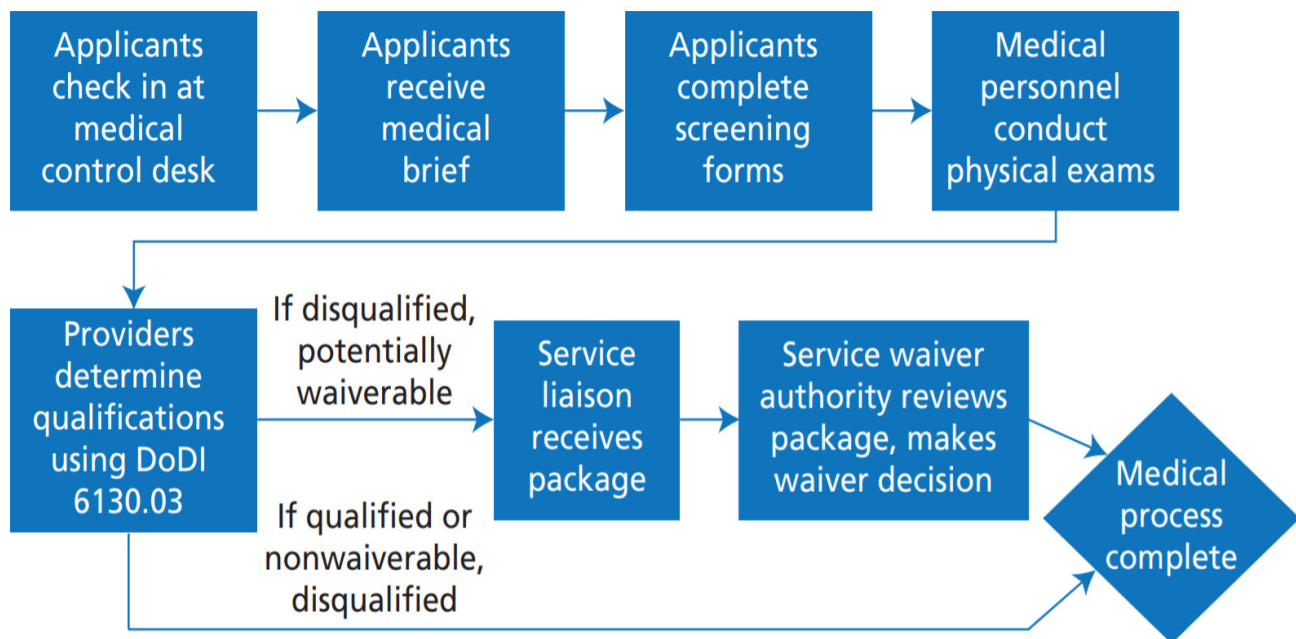 Applicants
check in at
medical
control desk
Applicants
receive
medical
brief
Applicants
complete
screening
forms
Medical
personnel
conduct
physical exams
Providers
determine
qualifications
using DoDI
6130.03
If disqualified,
potentially
waiverable
Service
liaison
receives
package
Service waiver
authority reviews
package, makes
waiver decision
If qualified or
nonwaiverable,
disqualified
Medical
process
complete